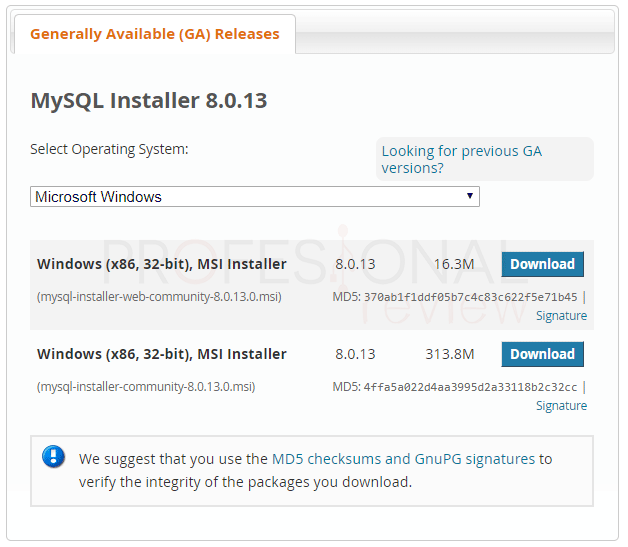 Generally Available (GA) Releases
MySQL Installer 8.0.13
Select Operating System:
Looking for previous GA
versions?
Microsoft Windows
PROFESIONAL
review
Windows (x86, 32-bit), MSI Installer 8.0.13 16.3M Download
(mysql-installer-web-community-8.0.13.0.msi) MD5: 370ab1f1ddf05b7c4c83c622f5e71b45 |
Signature
Windows (x86, 32-bit), MSI Installer 8.0.13 313.8M Download
(mysql-installer-community-8.0.13.0.msi) MD5: 4ffa5a022d4aa3995d2a33118b2c32cc |
Signature
We suggest that you use the MD5 checksums and GnuPG signatures to
verify the integrity of the packages you download.